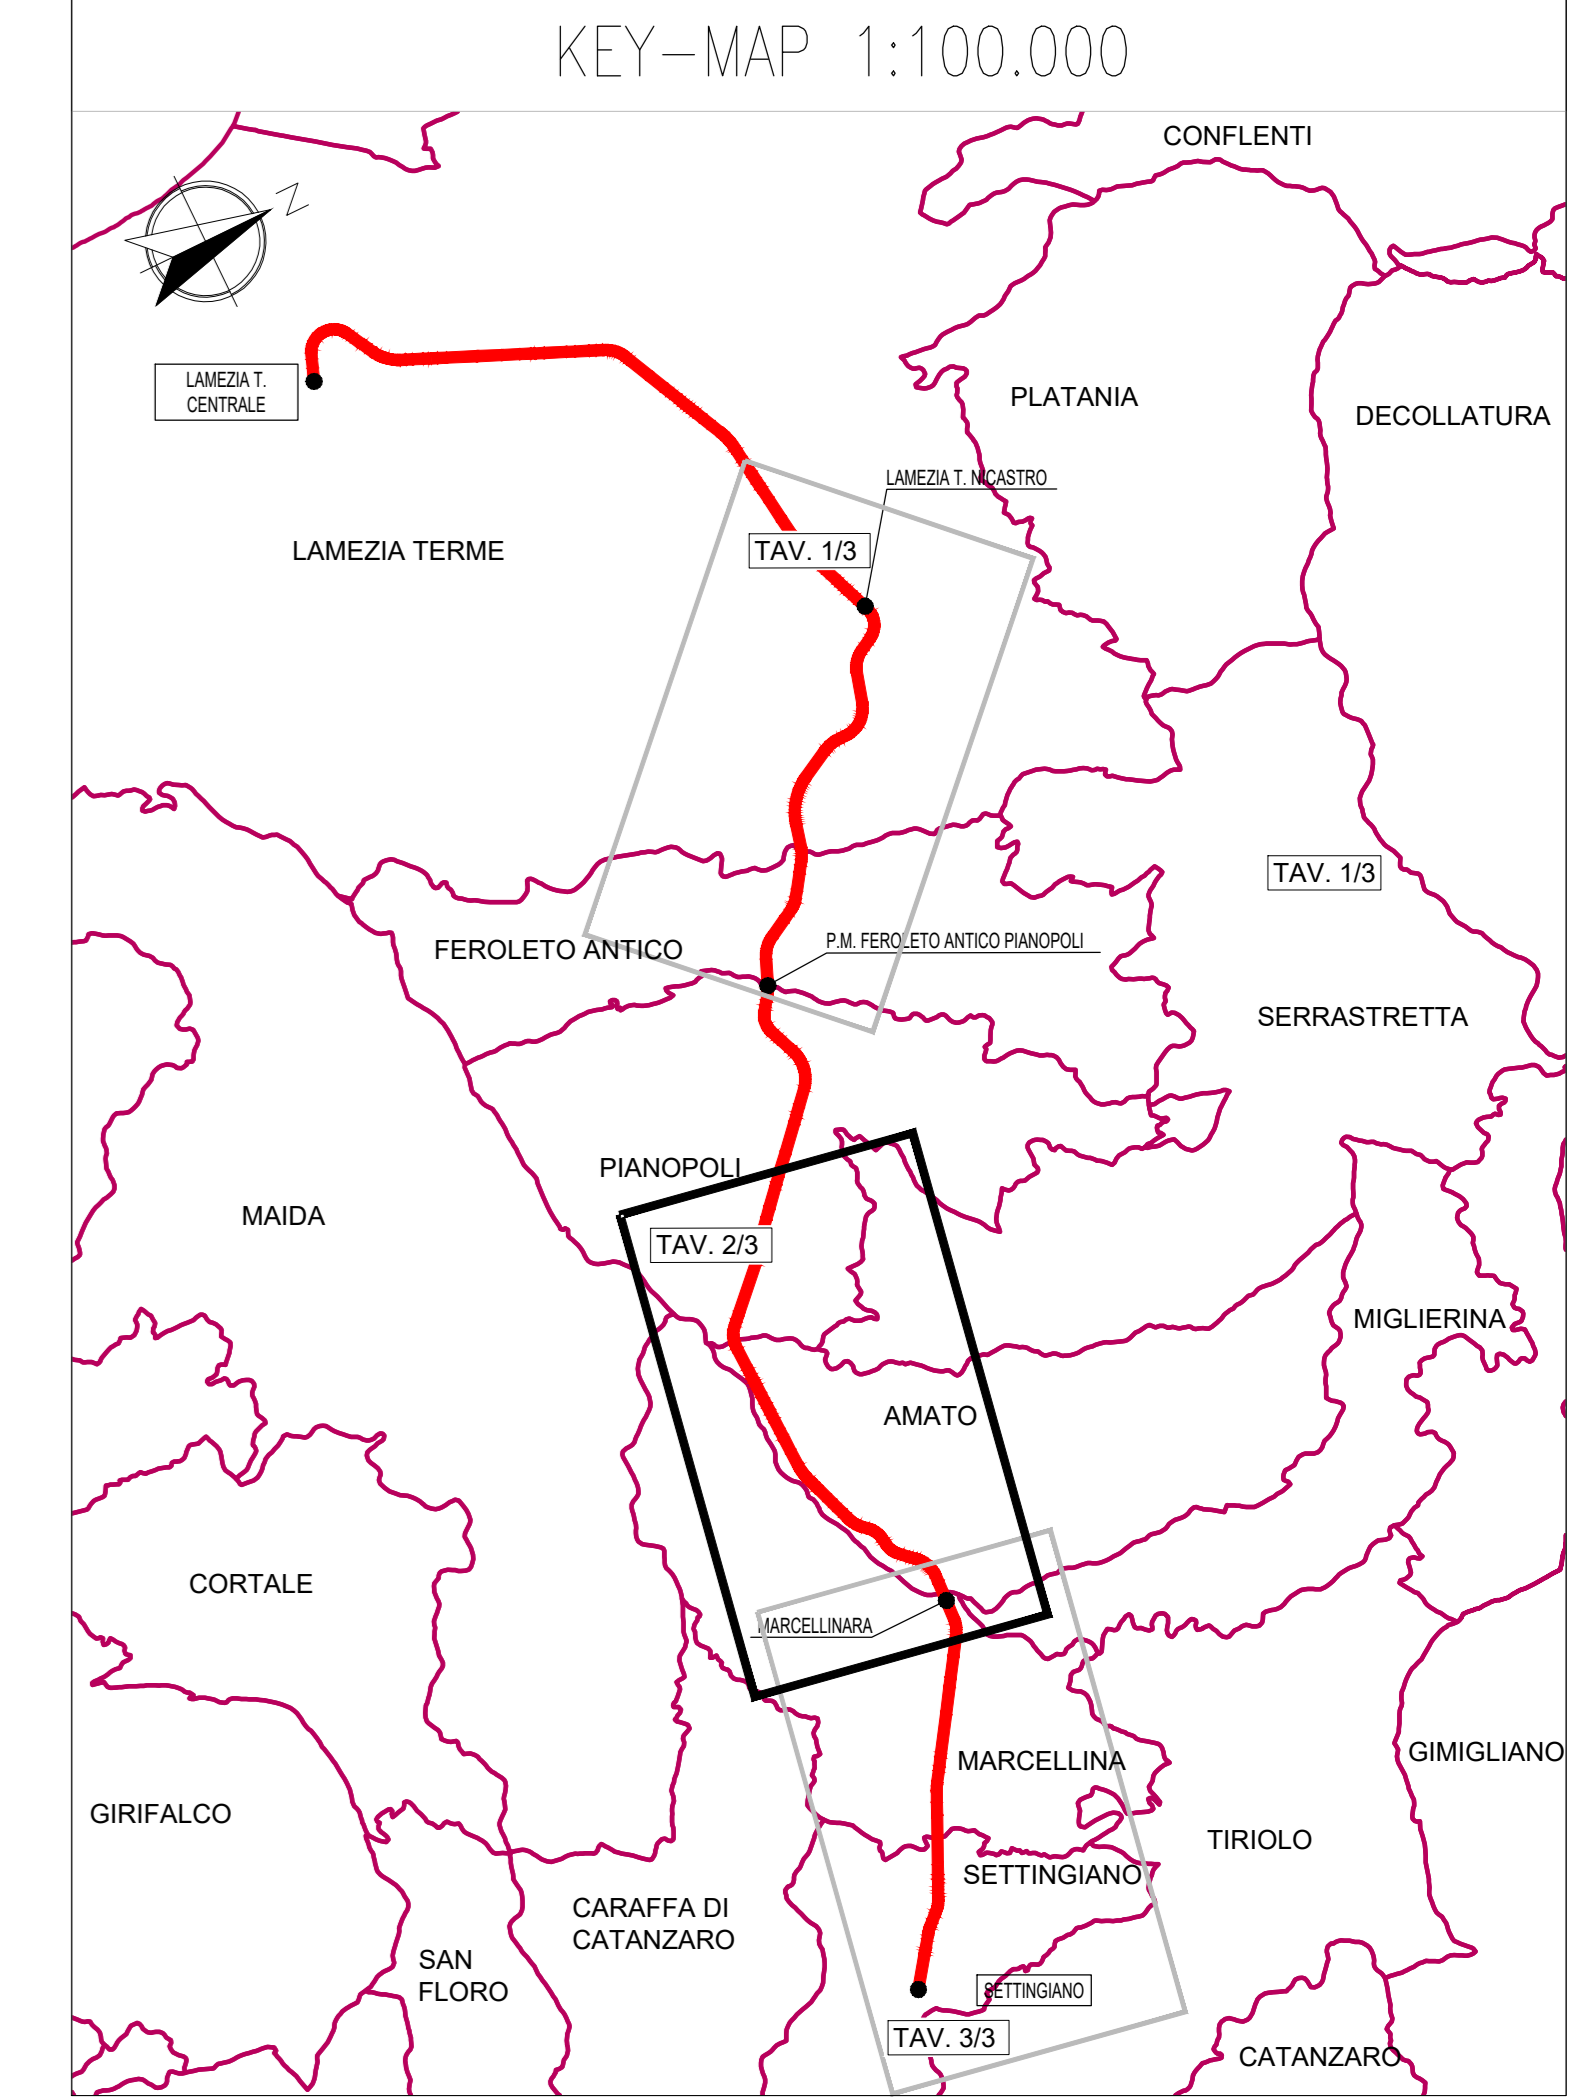 KEY-MAP 1:100.000
CONFLENTI
N
LAMEZIA T.
CENTRALE
PLATANIA
DECOLLATURA
LAMEZIA T. NICASTRO
LAMEZIA TERME
TAV. 1/3
TAV. 1/3
FEROLETO ANTICO
P.M. FEROLETO ANTICO PIANOPOLI
SERRASTRETTA
PIANOPOLI
MAIDA
TAV. 2/3
MIGLIERINA
AMATO
CORTALE
MARCELLINARA
MARCELLINA
GIMIGLIANO
GIRIFALCO
TIRIOLO
SETTINGIANO
CARAFFA DI
CATANZARO
SAN
FLORO
SETTINGIANO
TAV. 3/3
CATANZARO